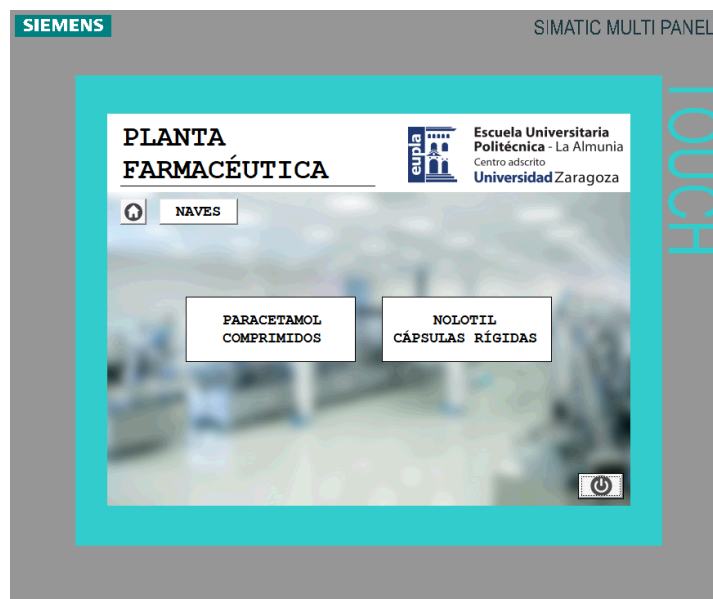 SIEMENS
SIMATIC MULTI PANEL
TOUCH
PLANTA
FARMACÉUTICA
eupla
Escuela Universitaria
Politécnica - La Almunia
Centro adscrito
Universidad Zaragoza
NAVES
PARACETAMOL
COMPRIMIDOS
NOLOTIL
CÁPSULAS RÍGIDAS